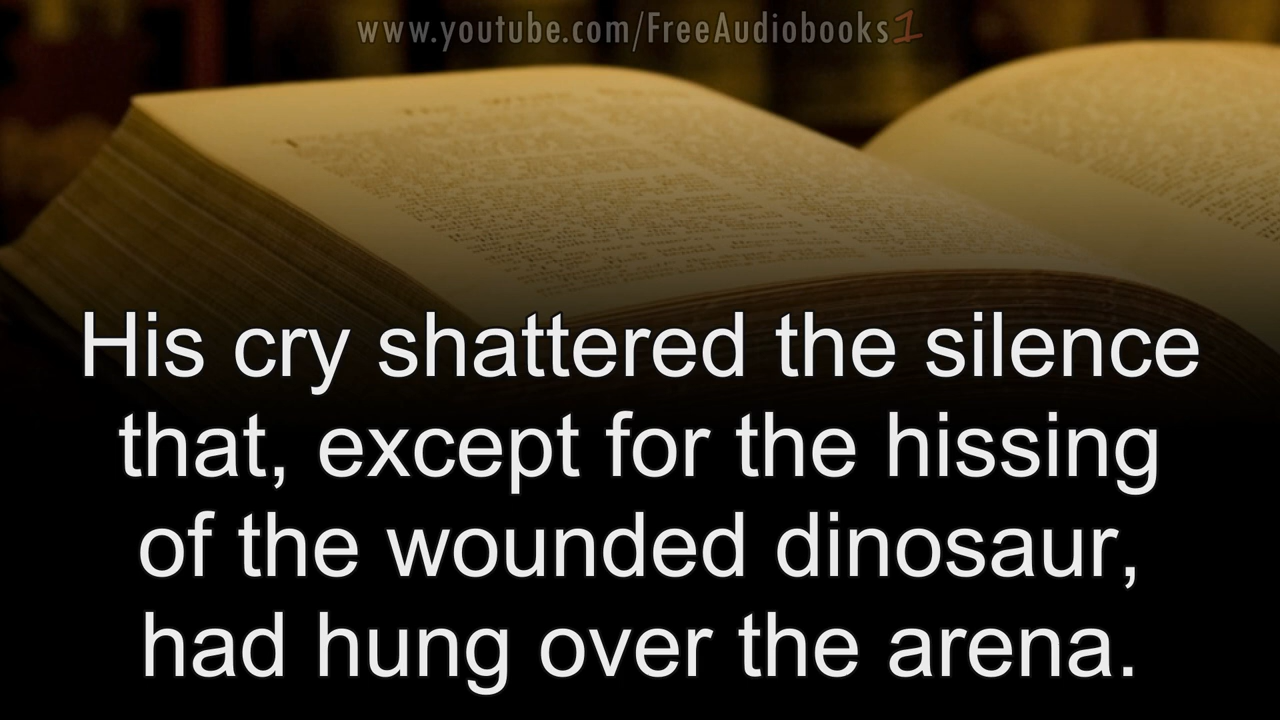 www.youtube.com/FreeAudiobooks1
His cry shattered the silence
that, except for the hissing
of the wounded dinosaur,
had hung over the arena.